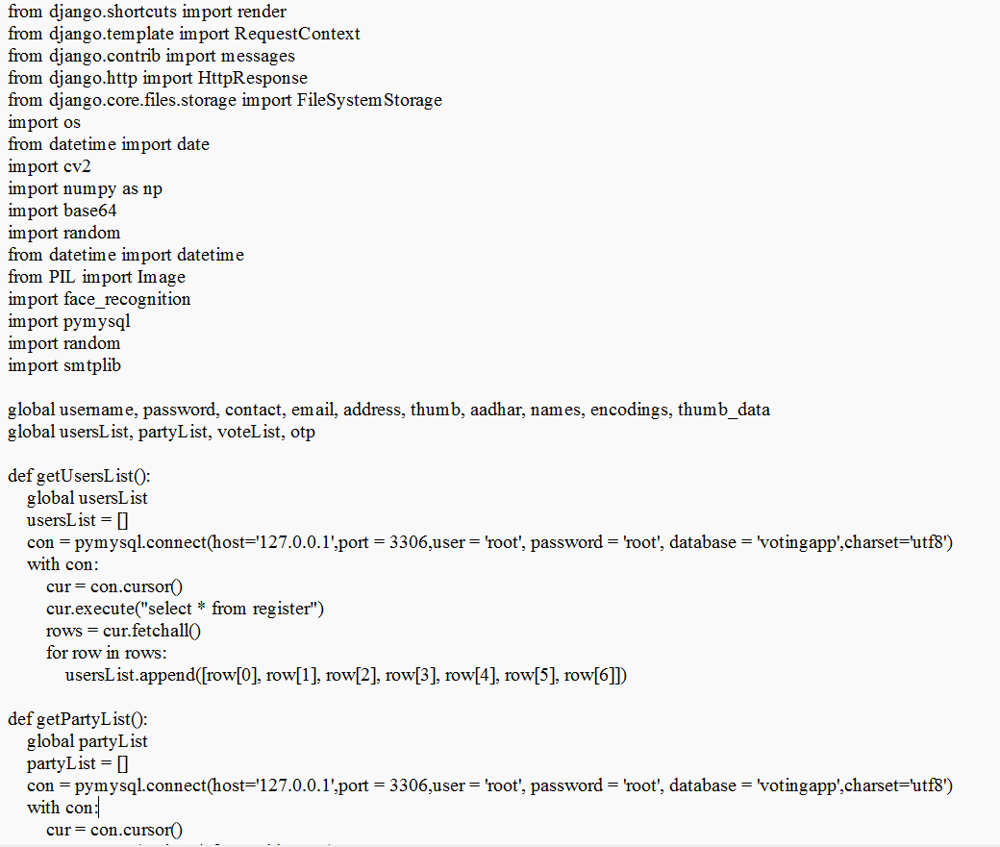 from django.shortcuts import render
from django.template import RequestContext
from django.contrib import messages
from django.http import HttpResponse
from django.core.files.storage import FileSystemStorage
import os
from datetime import date
import cv2
import numpy as np
import base64
import random
from datetime import datetime
from PIL import Image
import face_recognition
import pymysql
import random
import smtplib

global username, password, contact, email, address, thumb, aadhar, names, encodings, thumb_data
global usersList, partyList, voteList, otp

def getUsersList():
    global usersList
    usersList = []
    con = pymysql.connect(host='127.0.0.1',port = 3306,user = 'root', password = 'root', database = 'votingapp',charset='utf8')
    with con:
        cur = con.cursor()
        cur.execute("select * from register")
        rows = cur.fetchall()
        for row in rows:
            usersList.append([row[0], row[1], row[2], row[3], row[4], row[5], row[6]])

def getPartyList():
    global partyList
    partyList = []
    con = pymysql.connect(host='127.0.0.1',port = 3306,user = 'root', password = 'root', database = 'votingapp',charset='utf8')
    with con:
        cur = con.cursor()